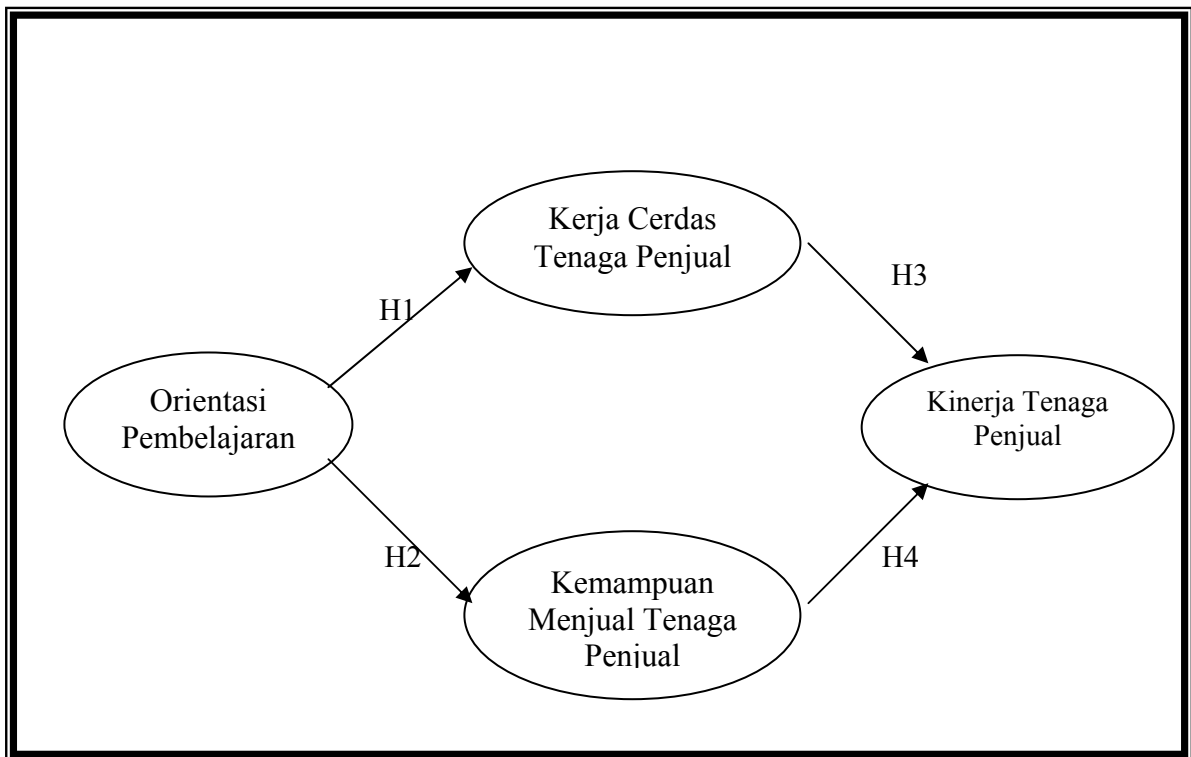 Kerja Cerdas
Tenaga Penjual
H3
H1
Orientasi
Pembelajaran
Kinerja Tenaga
Penjual
H2
H4
Kemampuan
Menjual Tenaga
Penjual